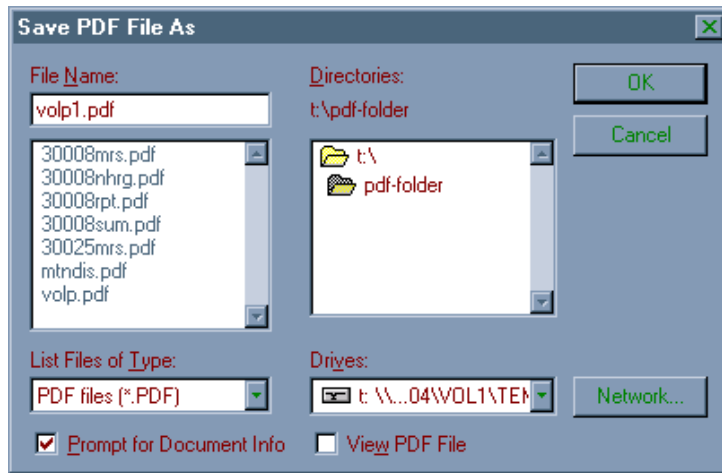 Save PDF File As
File Name:
volp1.pdf
30008mrs.pdf
30008nhrg.pdf
30008rpt.pdf
30008sum.pdf
30025mrs.pdf
mtndis.pdf
volp.pdf
List Files of Type:
PDF files (*.PDF)
Prompt for Document Info
Directories:
t:\pdf-folder
t:\
pdf-folder
Drives:
t: \\...04\VOL1\TEM
View PDF File
OK
Cancel
Network...